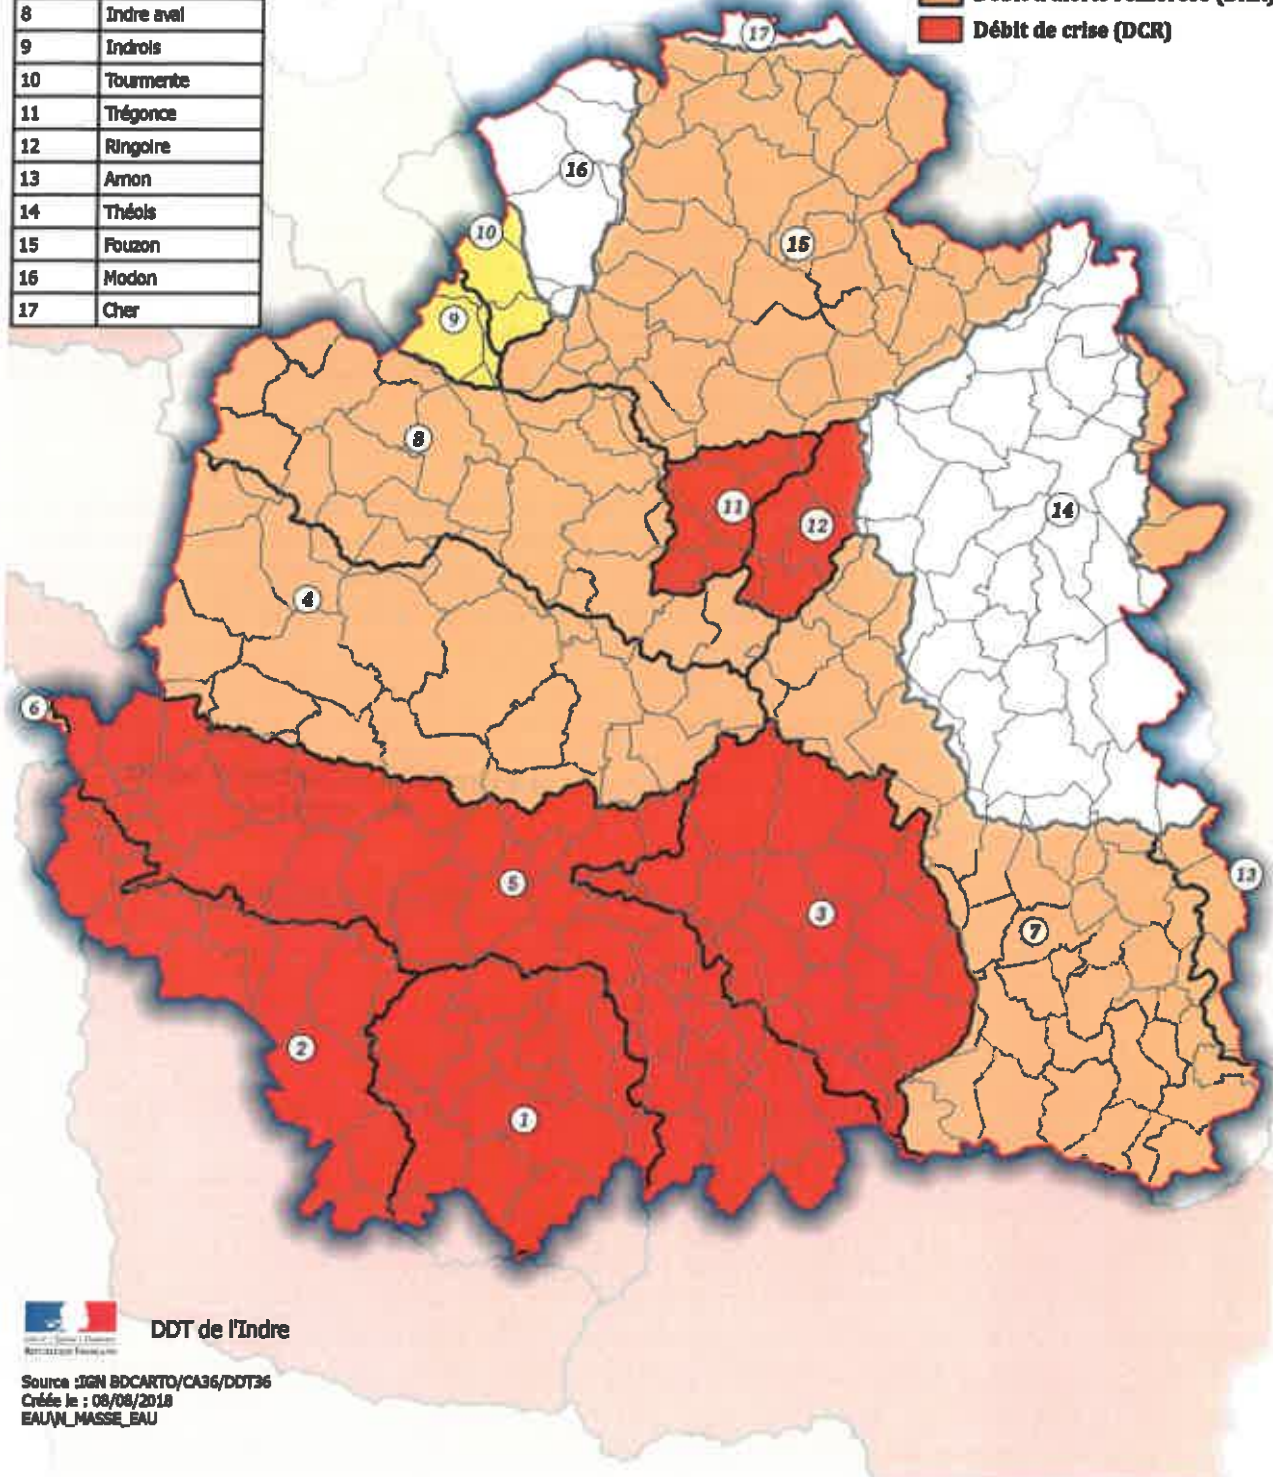 8 Indre aval
9 Indrois
10 Tourmente
11 Trégonce
12 Ringoire
13 Arnon
14 Théols
15 Fouzon
16 Modon
17 Cher
Débit de crise (DCR)
17
16
10
15
9
8
11
12
14
4
6
5
3
13
7
2
1
DDT de l'Indre
Source :IGN BDCARTO/CA36/DDT36
Créée le : 08/08/2018
EAU\N_MASSE_EAU